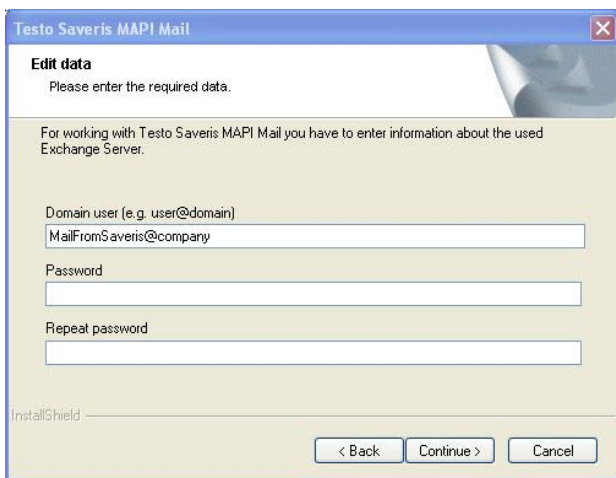 Testo Saveris MAPI Mail
Edit data
Please enter the required data.
For working with Testo Saveris MAPI Mail you have to enter information about the used
Exchange Server.
Domain user (e.g. user@domain)
MailFromSaveris@company
Password
Repeat password
InstallShield
< Back Continue > Cancel